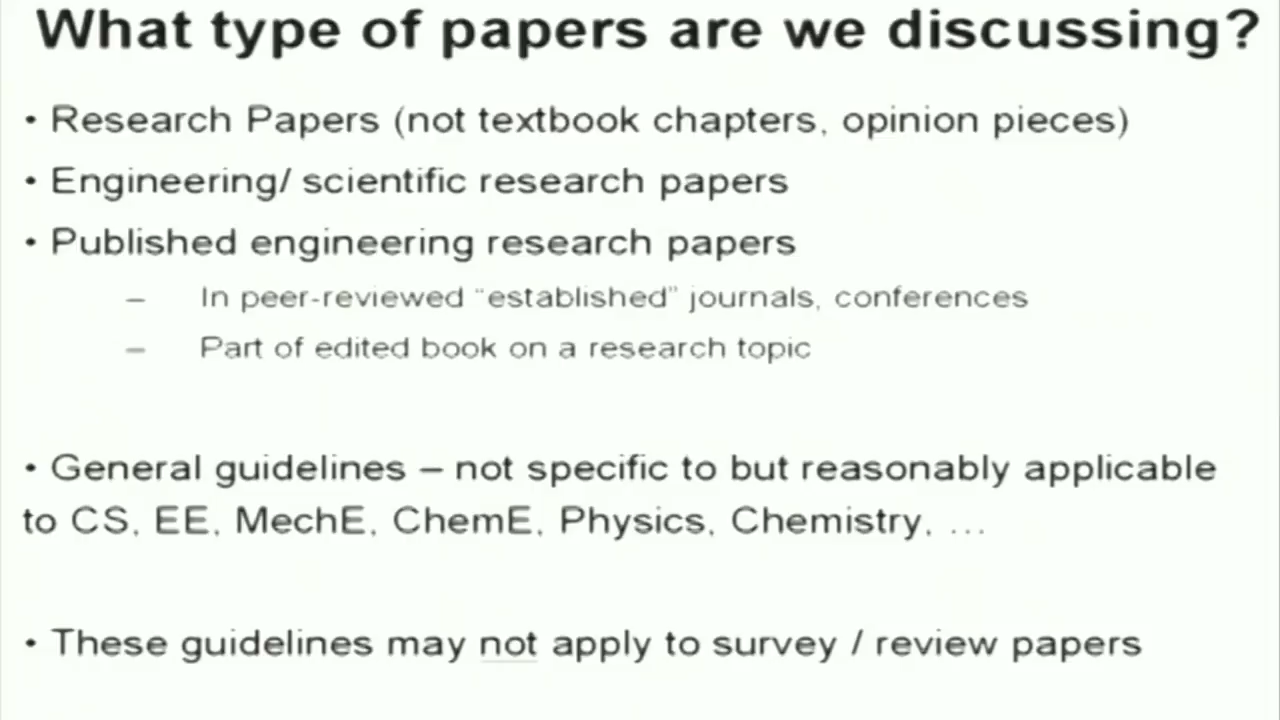 What type of papers are we discussing?
• Research Papers (not textbook chapters, opinion pieces)
• Engineering/ scientific research papers
• Published engineering research papers
– In peer-reviewed "established" journals, conferences
– Part of edited book on a research topic
• General guidelines – not specific to but reasonably applicable
to CS, EE, MechE, ChemE, Physics, Chemistry, ...
• These guidelines may not apply to survey / review papers